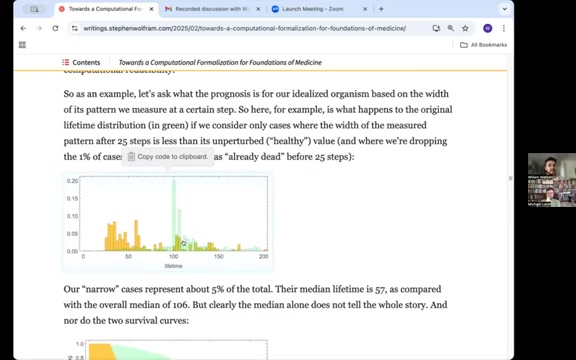 Towards a Computational Form
Recorded discussion with W
Launch Meeting - Zoom
writings.stephenwolfram.com/2025/02/towards-a-computational-formalization-for-foundations-of-medicine/
All Bookmarks
Contents
Towards a Computational Formalization for Foundations of Medicine
computational reducibility.
So as an example, let's ask what the prognosis is for our idealized organism based on the width
of its pattern we measure at a certain step. So here, for example, is what happens to the original
lifetime distribution (in green) if we consider only cases where the width of the measured
pattern after 25 steps is less than its unperturbed ("healthy") value (and where we're dropping
the 1% of cases
Copy code to clipboard.
as "already dead" before 25 steps):
0.20
0.15
0.10
0.05
0.00
0
50
100
150
200
lifetime
Our "narrow" cases represent about 5% of the total. Their median lifetime is 57, as compared
with the overall median of 106. But clearly the median alone does not tell the whole story. And
nor do the two survival curves:
1.0
0.8